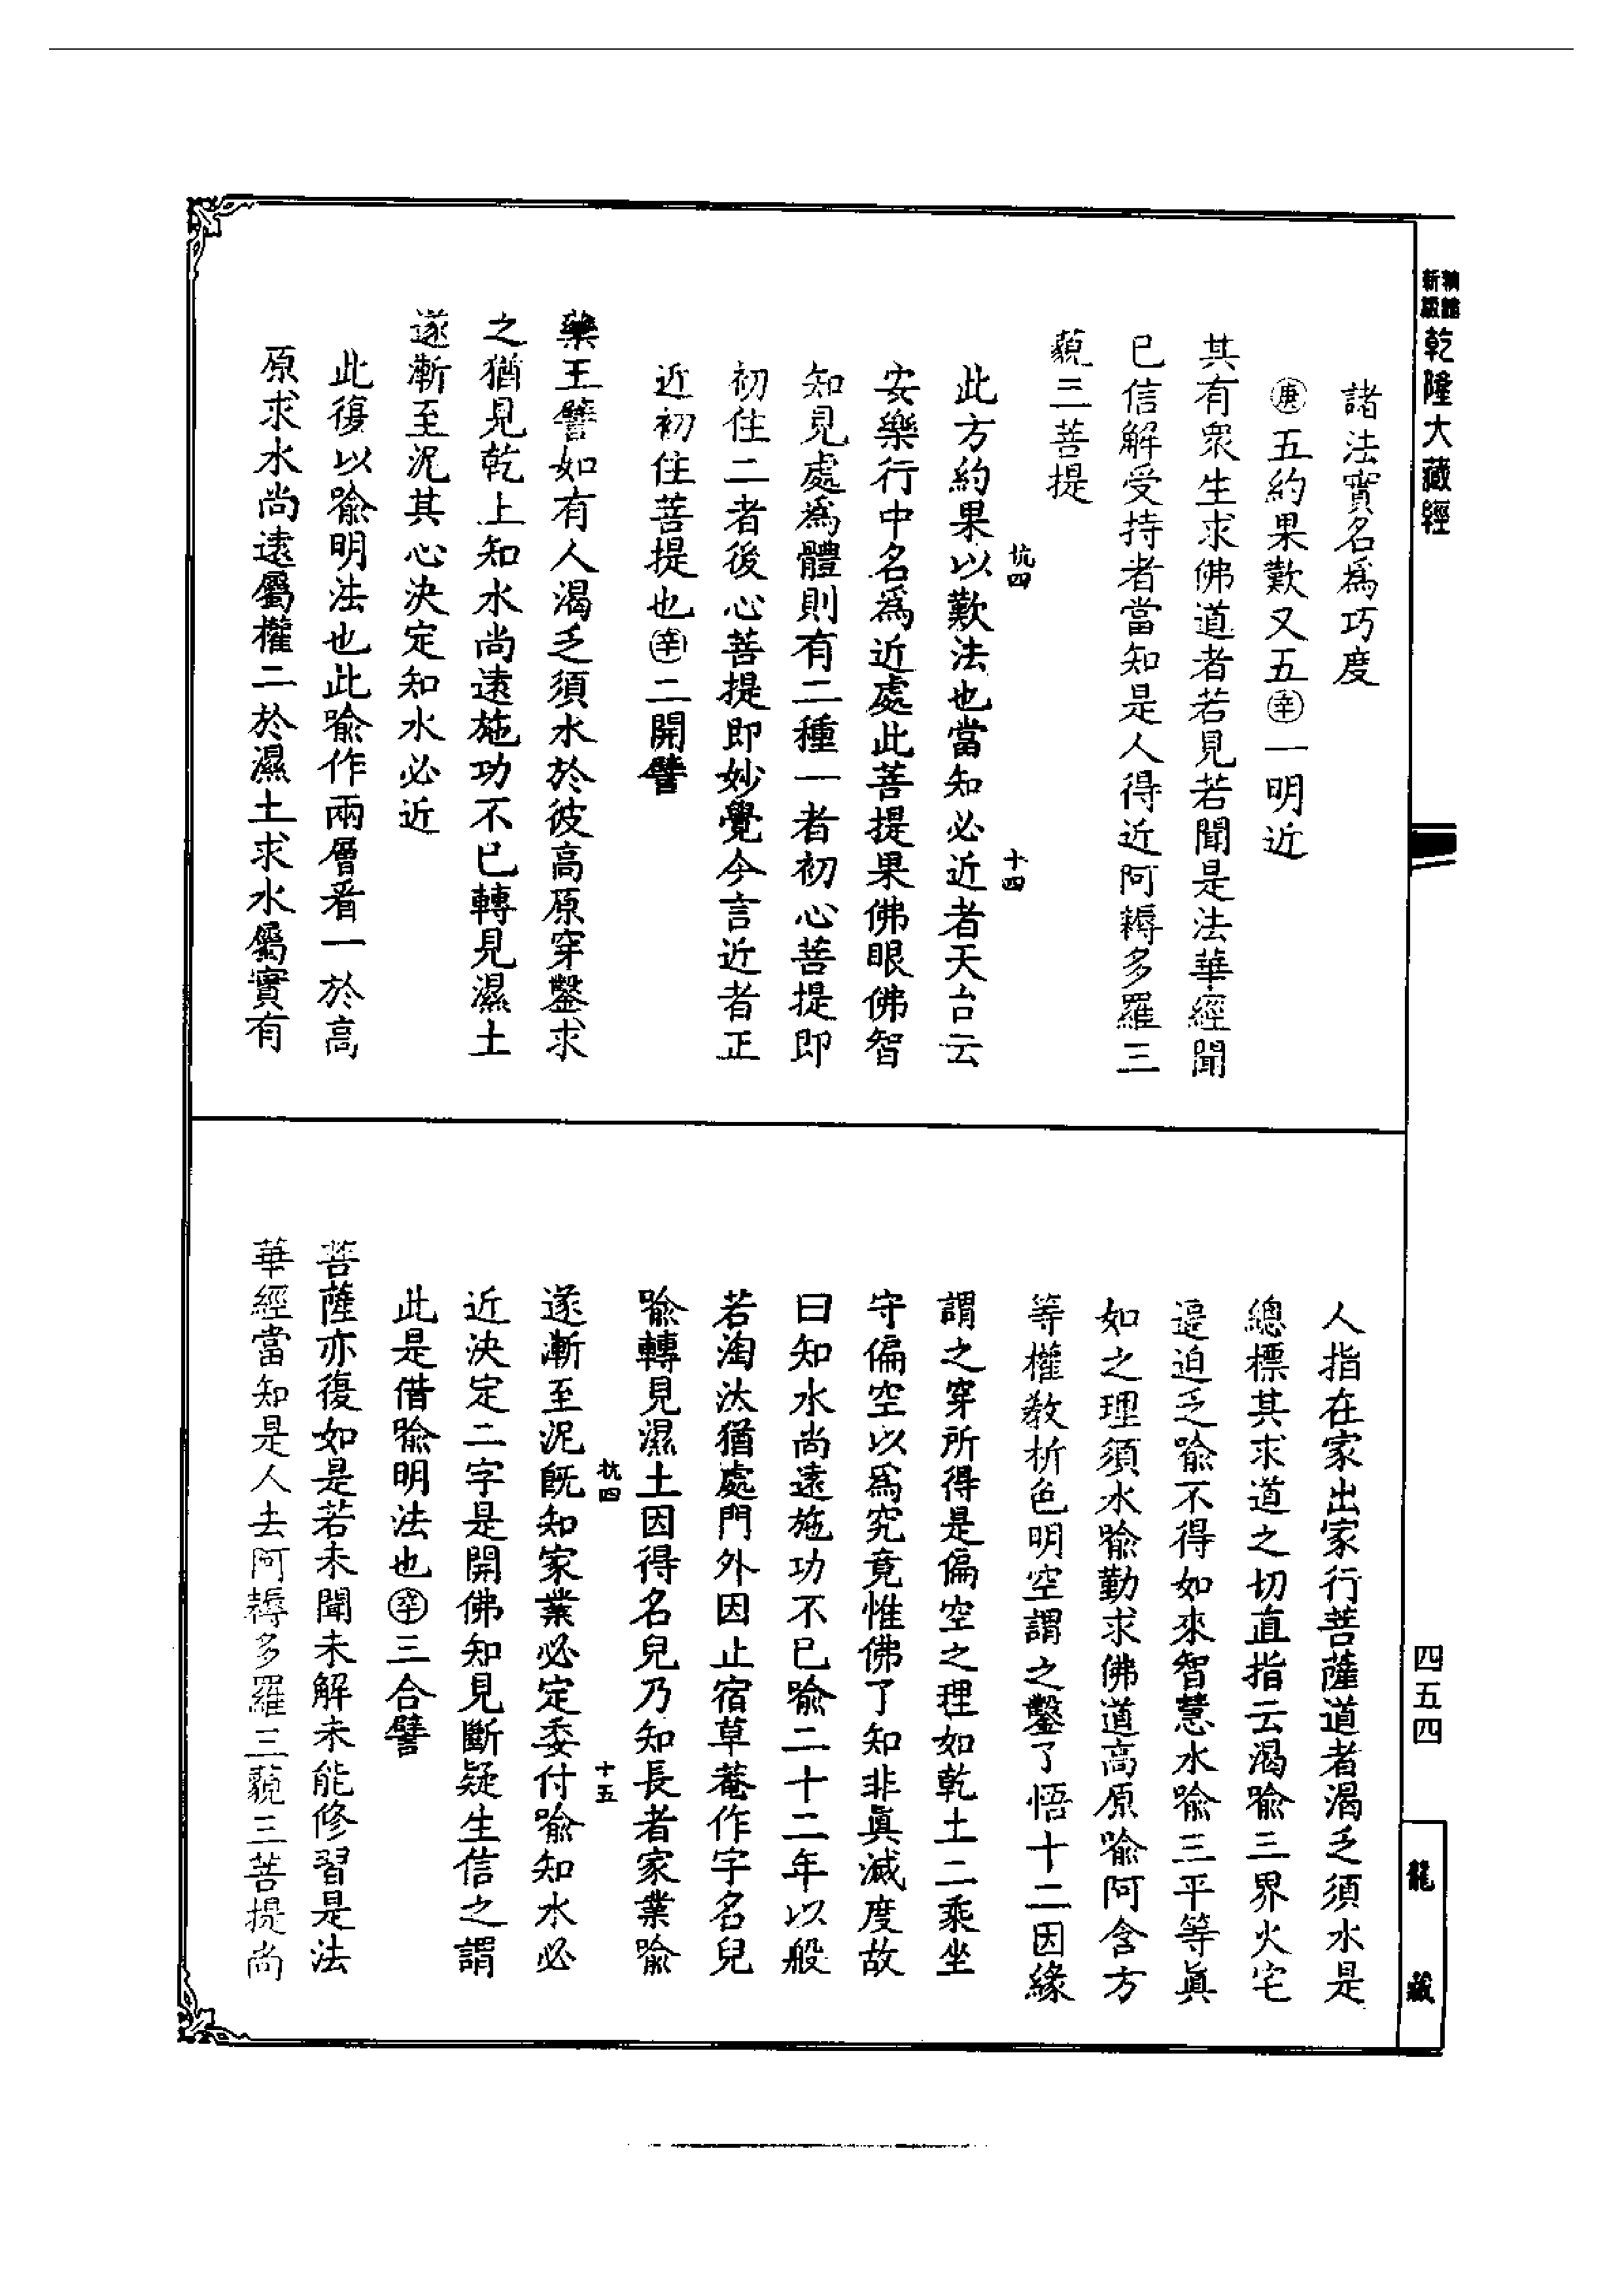 新編
縮版
乾隆大藏經
諸法實名爲巧度
庚五約果歎又五辛一明近
其有衆生求佛道者若見若聞是法華經聞
已信解受持者當知是人得近阿耨多羅三
藐三菩提
坑四
十四
此方約果以歎法也當知必近者天台云
安樂行中名爲近處此菩提果佛眼佛智
知見處爲體則有二種一者初心菩提即
初住二者後心菩提即妙覺今言近者正
近初住菩提也辛二開譬
藥王譬如有人渴乏須水於彼高原穿鑿求
之猶見乾土知水尚遠施功不已轉見濕土
遂漸至泥其心決定知水必近
此復以喻明法也此喻作兩層看一於高
原求水尚遠屬權二於濕土求水屬實有
人指在家出家行菩薩道者渴乏須水是
總標其求道之切直指云渴喻三界火宅
逼迫乏喻不得如來智慧水喻三平等眞
如之理須水喻勤求佛道高原喻阿含方
等權教析色明空謂之鑿了悟十二因緣
謂之穿所得是偏空之理如乾土二乘坐
守偏空以爲究竟惟佛了知非眞滅度故
曰知水尚遠施功不已喻二十二年以般
若淘汰猶處門外因止宿草菴作字名兒
喻轉見濕土因得名兒乃知長者家業喻
坑四
十五
遂漸至泥既知家業必定委付喻知水必
近決定二字是開佛知見斷疑生信之謂
此是借喻明法也辛三合譬
菩薩亦復如是若未聞未解未能修習是法
華經當知是人去阿耨多羅三藐三菩提尚
四五四
龍藏